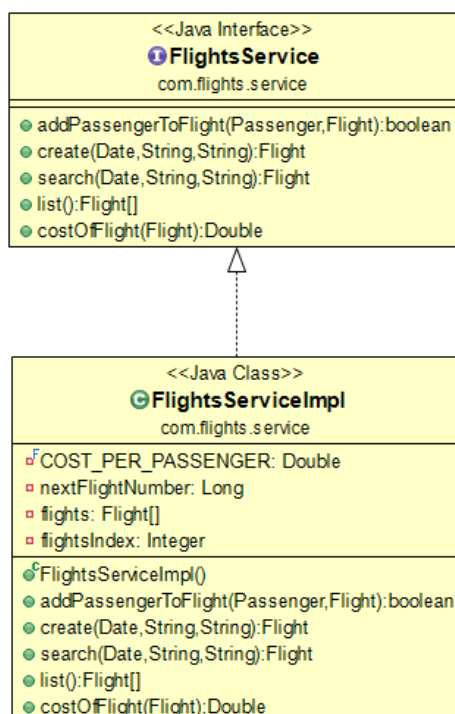 <<Java Interface>>
I FlightsService
com.flights.service
addPassengerToFlight(Passenger,Flight):boolean
create(Date,String,String):Flight
search(Date,String,String):Flight
list():Flight[]
costOfFlight(Flight):Double
<<Java Class>>
C FlightsServiceImpl
com.flights.service
F COST_PER_PASSENGER: Double
nextFlightNumber: Long
flights: Flight[]
flightsIndex: Integer
C FlightsServiceImpl()
addPassengerToFlight(Passenger,Flight):boolean
create(Date,String,String):Flight
search(Date,String,String):Flight
list():Flight[]
costOfFlight(Flight):Double